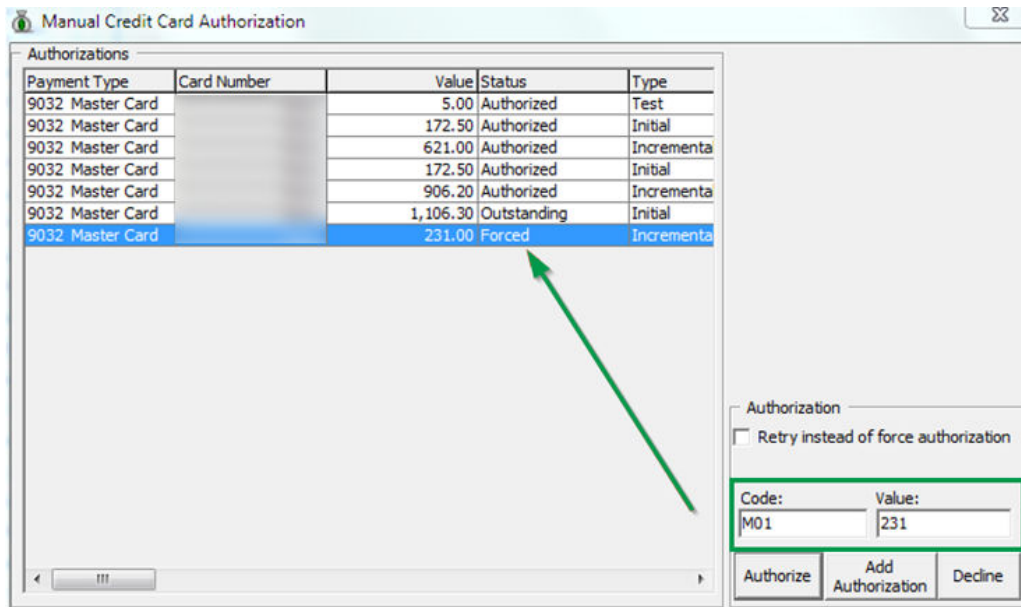 Manual Credit Card Authorization
Authorizations
Payment Type Card Number Value Status Type
9032 Master Card 5.00 Authorized Test
9032 Master Card 172.50 Authorized Initial
9032 Master Card 621.00 Authorized Incrementa
9032 Master Card 172.50 Authorized Initial
9032 Master Card 906.20 Authorized Incrementa
9032 Master Card 1,106.30 Outstanding Initial
9032 Master Card 231.00 Forced Incrementa
Authorization
Retry instead of force authorization
Code: Value:
M01 231
Authorize Add Authorization Decline